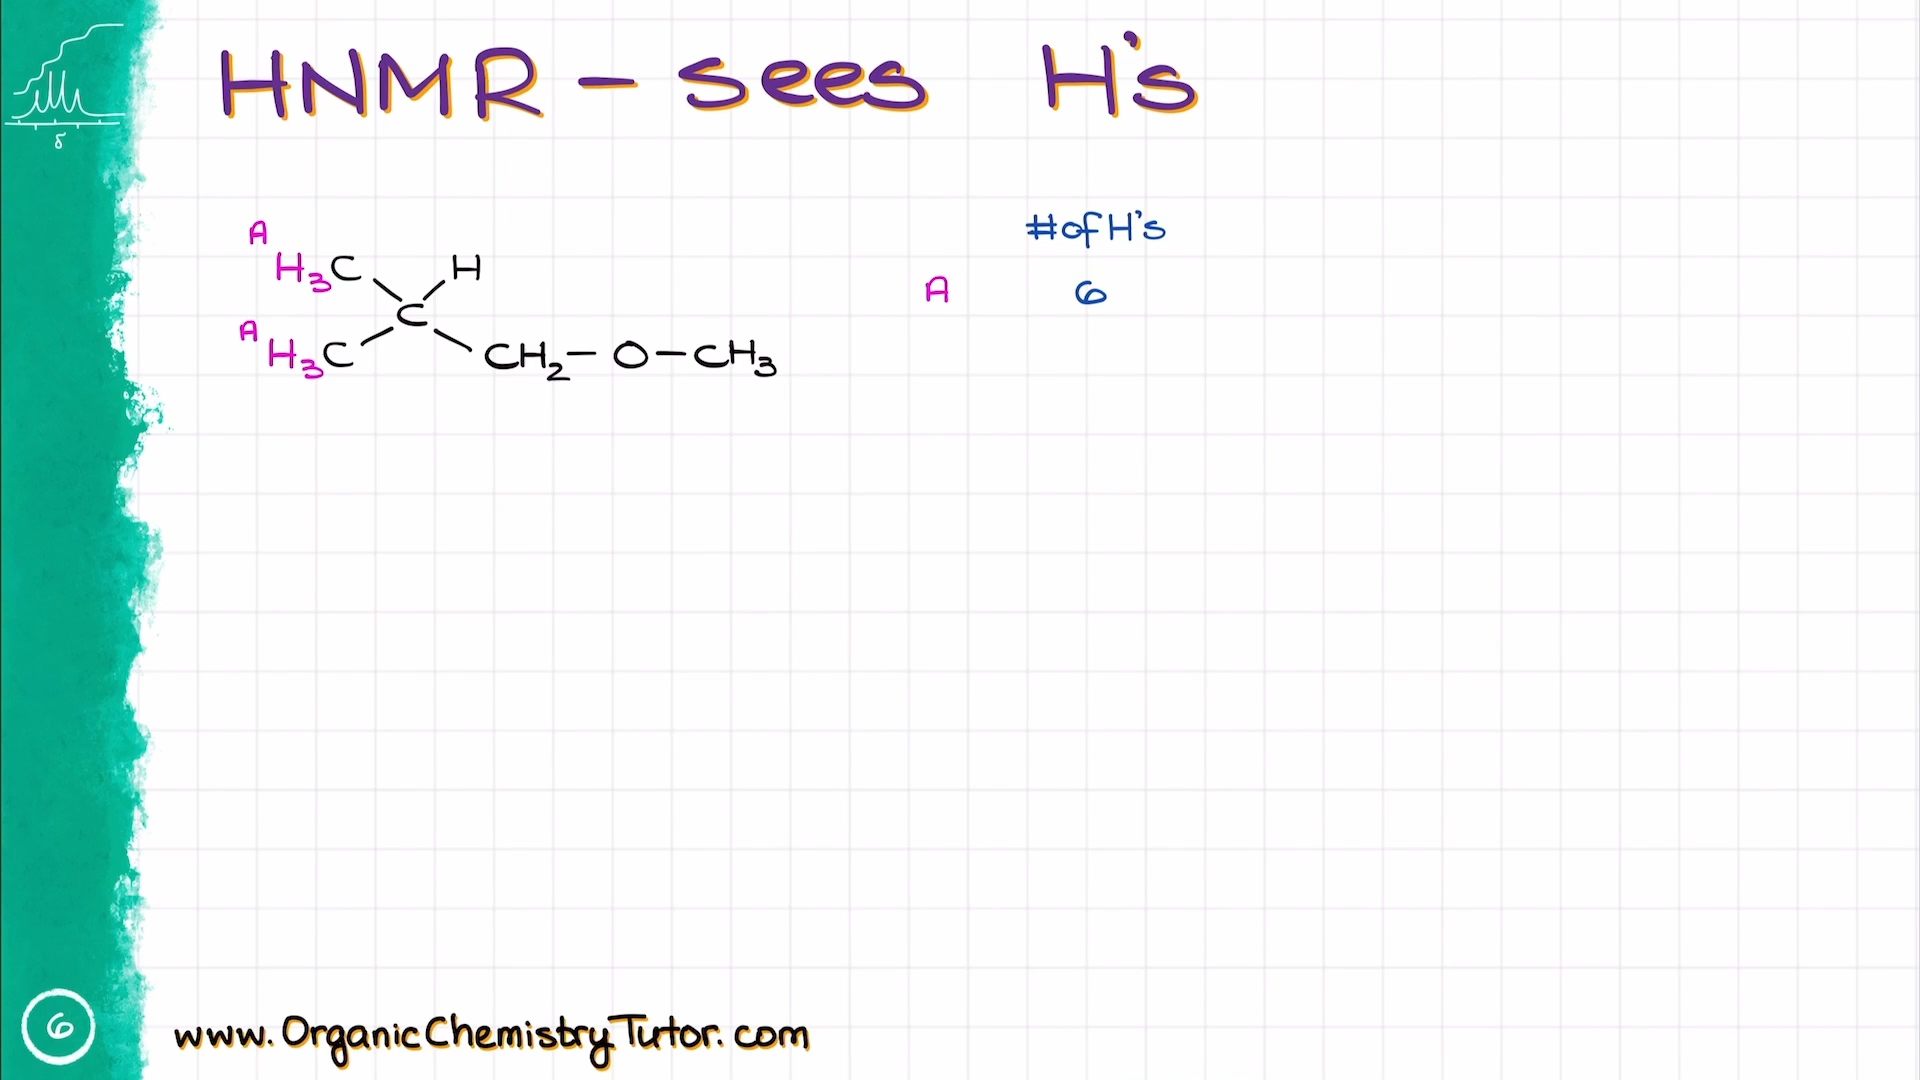 HNMR - sees H's
δ
A
#of H's
H₃C H
A 6
C
A
H₃C CH₂-O-CH₃
6
www.OrganicChemistryTutor.com